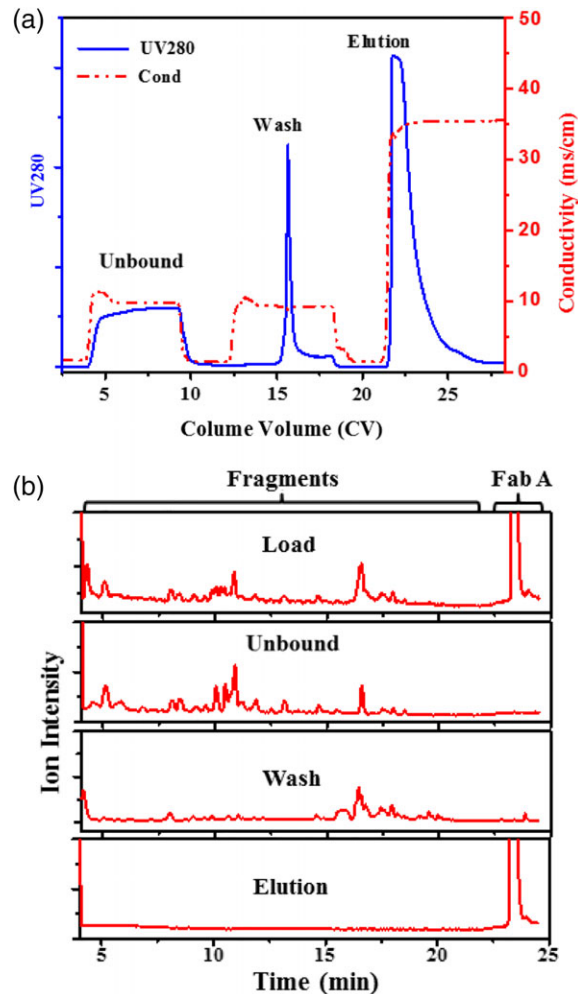 (a)
UV280
Cond
Elution
Wash
Unbound
UV280
50
40
30
20
10
0
Conductivity (ms/cm)
5 10 15 20 25
Colume Volume (CV)
(b)
Fragments Fab A
Load
Unbound
Wash
Elution
Ion Intensity
5 10 15 20 25
Time (min)